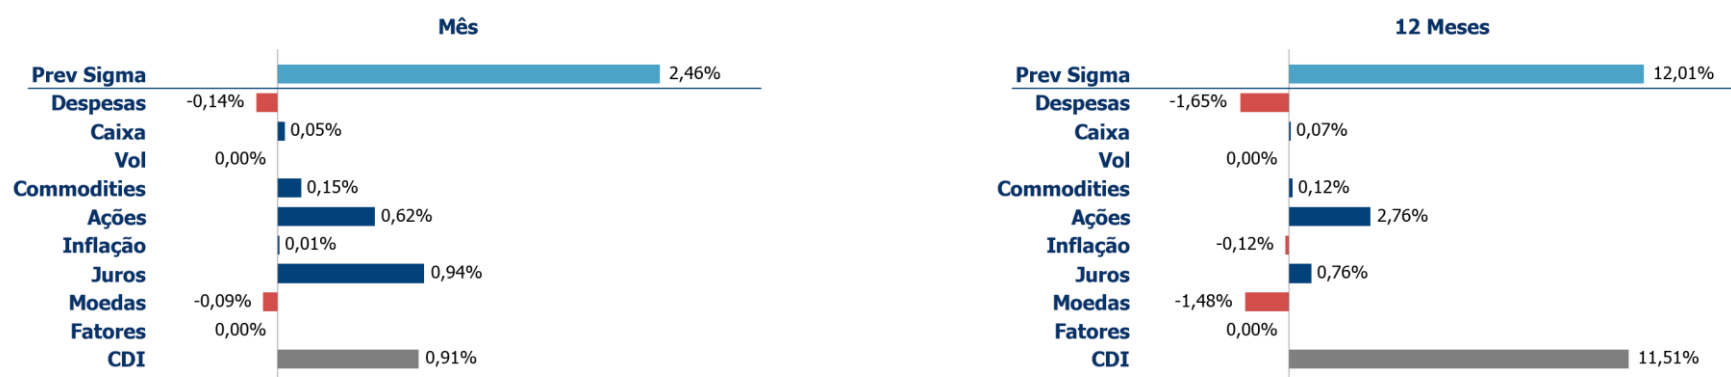 Mês
Prev Sigma 2,46%
Despesas -0,14%
Caixa 0,05%
Vol 0,00%
Commodities 0,15%
Ações 0,62%
Inflação 0,01%
Juros 0,94%
Moedas -0,09%
Fatores 0,00%
CDI 0,91%
12 Meses
Prev Sigma 12,01%
Despesas -1,65%
Caixa 0,07%
Vol 0,00%
Commodities 0,12%
Ações 2,76%
Inflação -0,12%
Juros 0,76%
Moedas -1,48%
Fatores 0,00%
CDI 11,51%